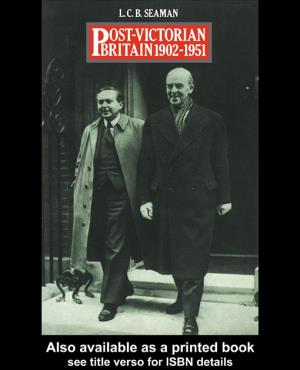 L.C.B. SEAMAN
POST-VICTORIAN
BRITAIN 1902-1951
Also available as a printed book
see title verso for ISBN details